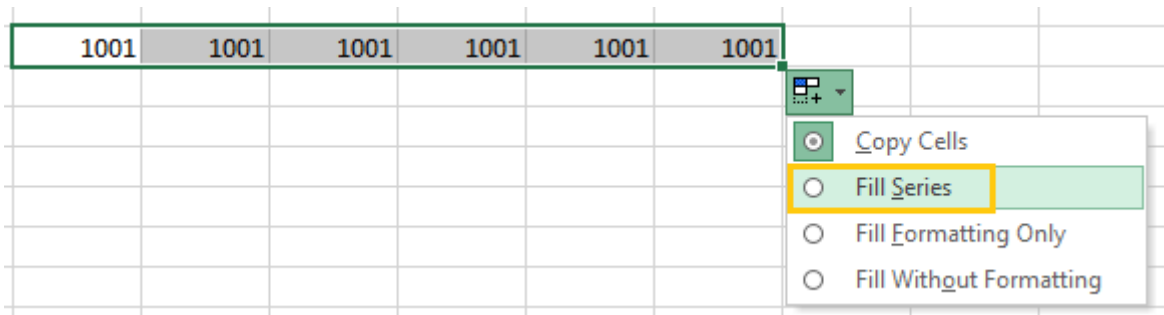 1001 1001 1001 1001 1001 1001
Copy Cells
Fill Series
Fill Formatting Only
Fill Without Formatting